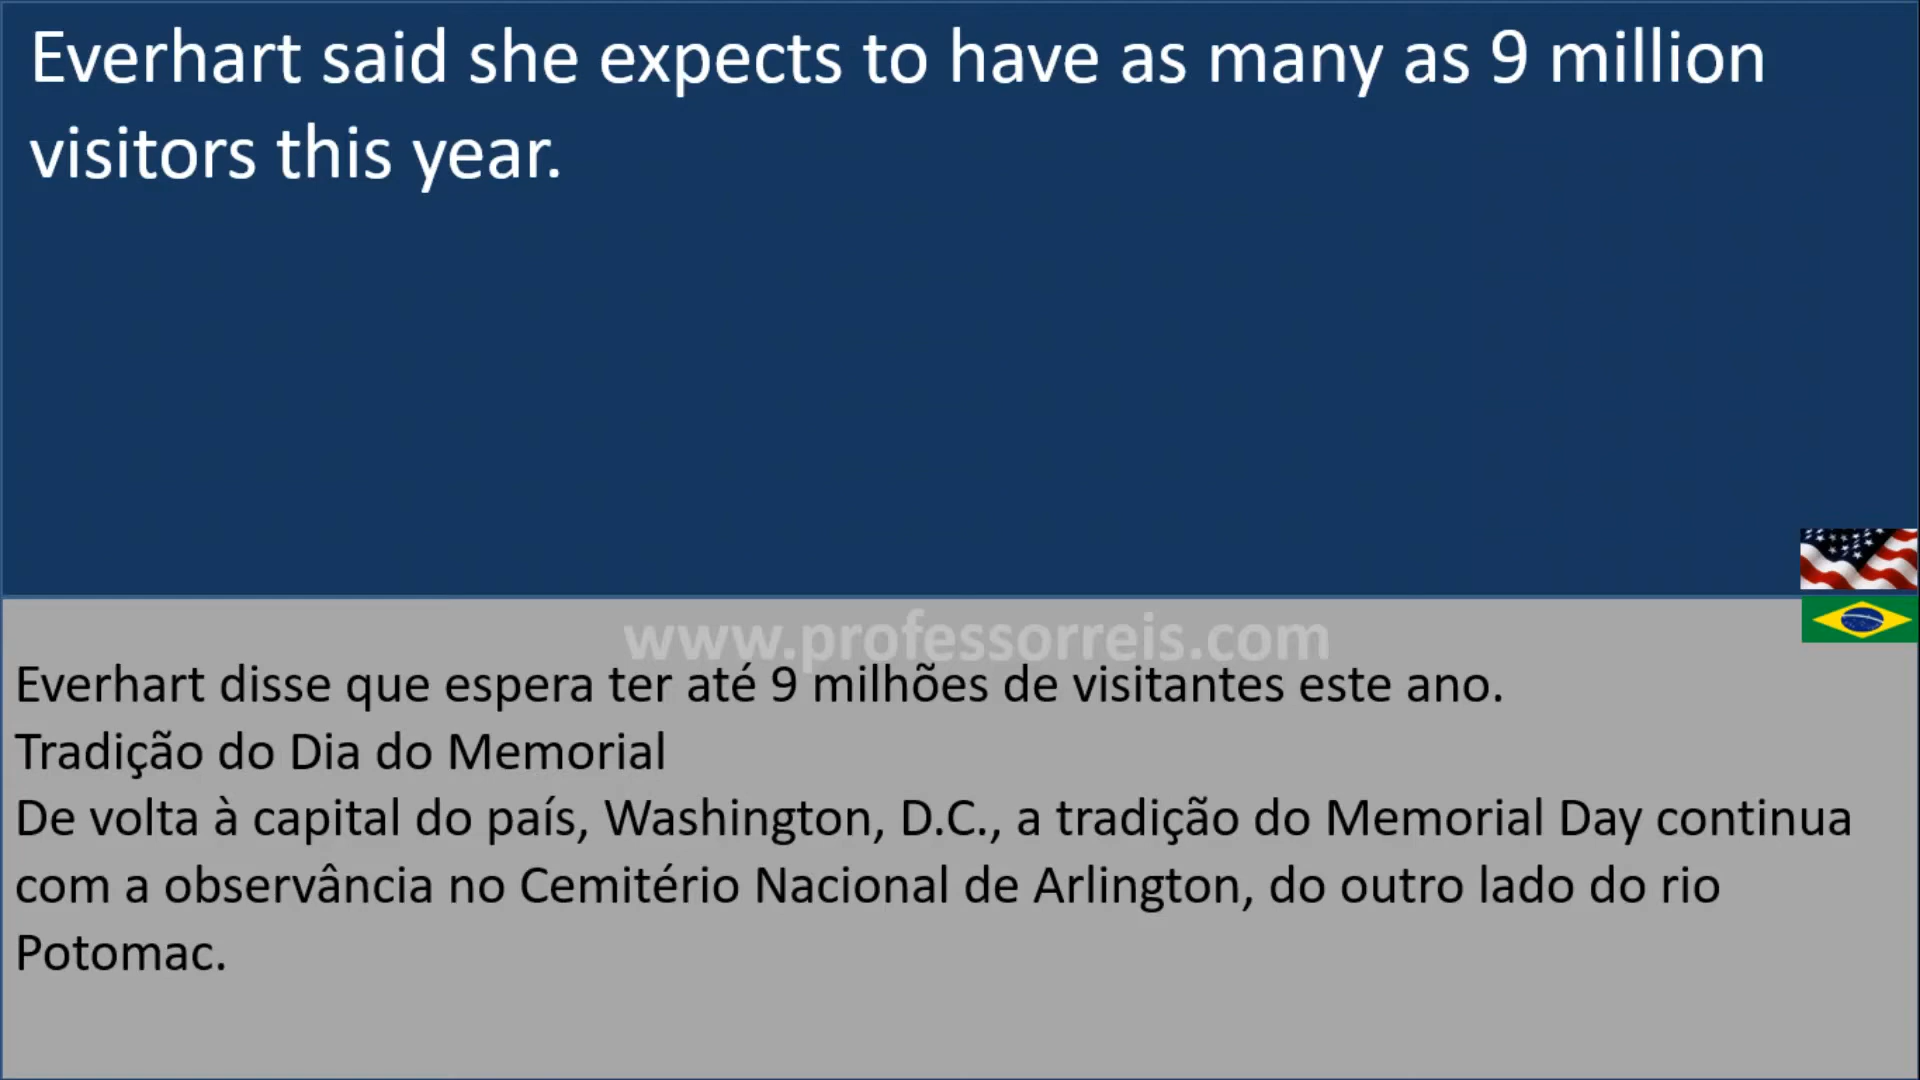 Everhart said she expects to have as many as 9 million
visitors this year.
www.professorreis.com
Everhart disse que espera ter até 9 milhões de visitantes este ano.
Tradição do Dia do Memorial
De volta à capital do país, Washington, D.C., a tradição do Memorial Day continua
com a observância no Cemitério Nacional de Arlington, do outro lado do rio
Potomac.